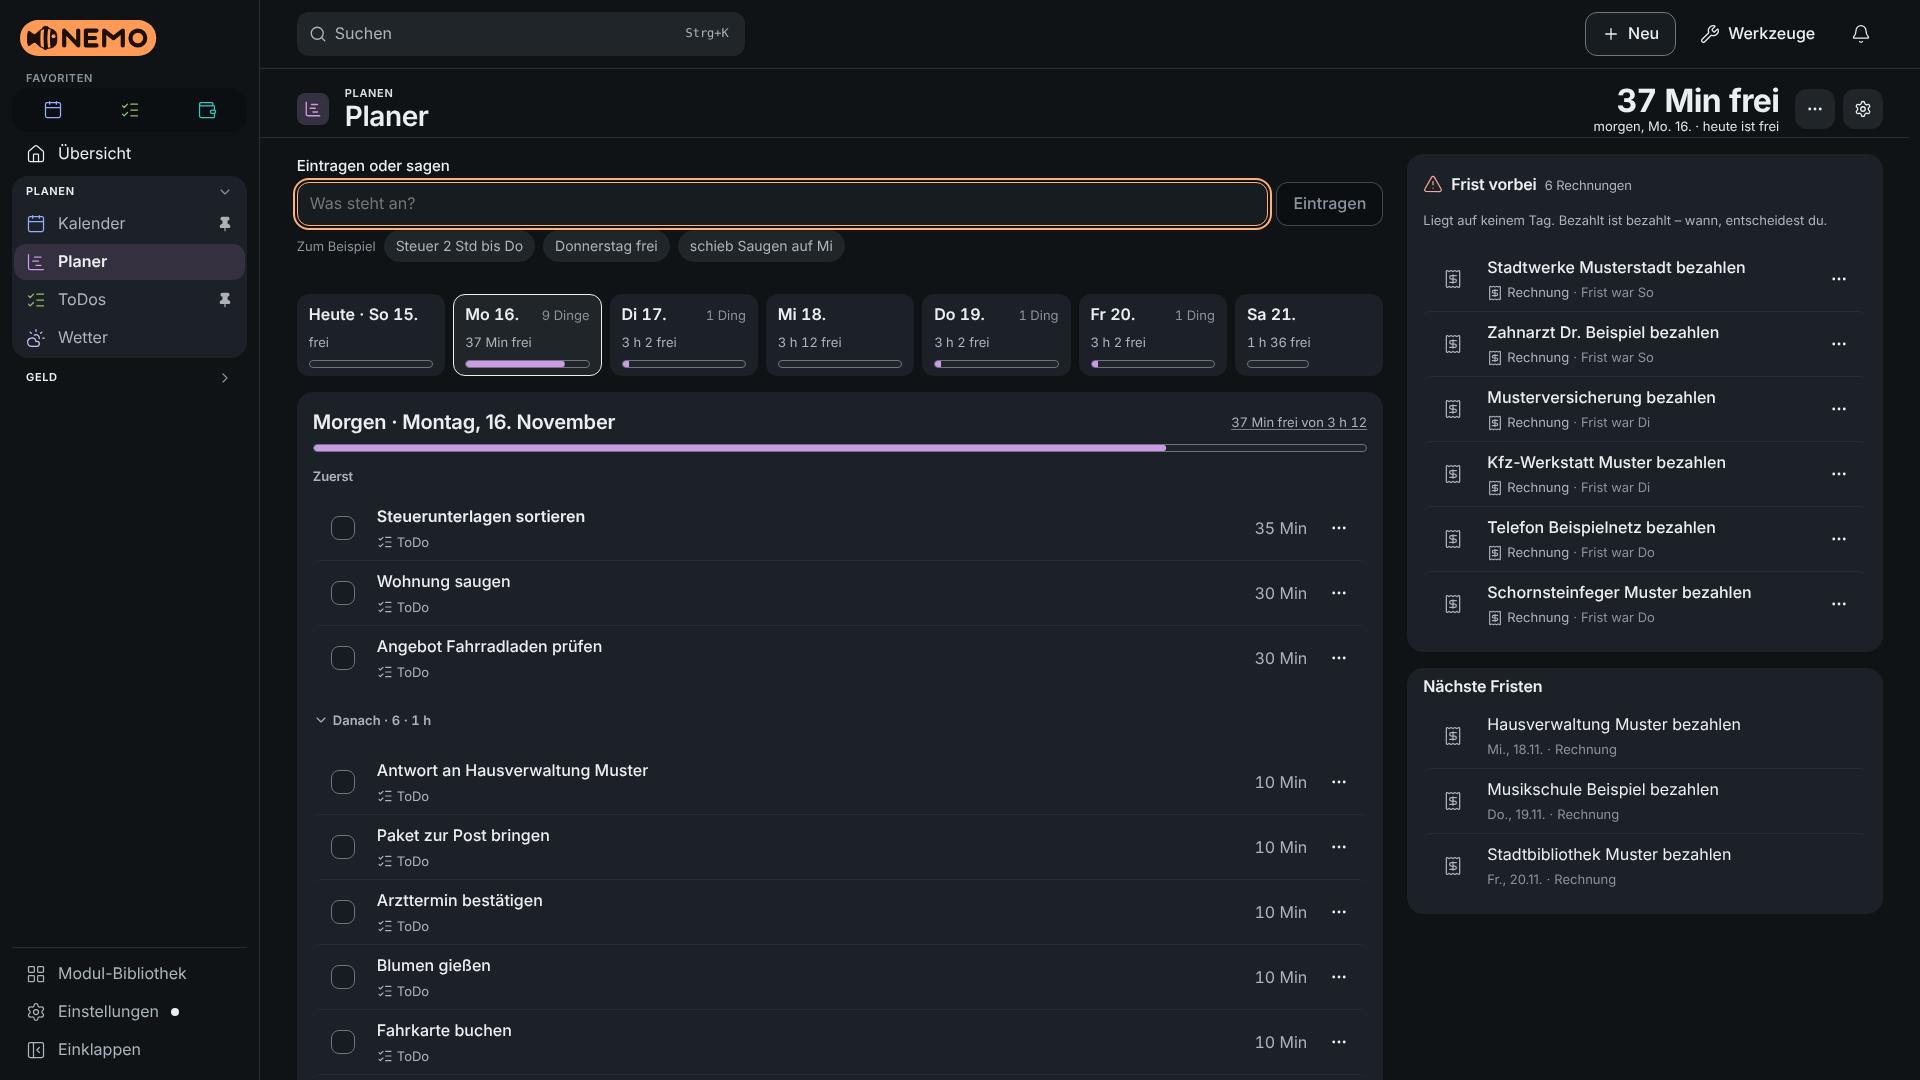 NEMO
FAVORITEN
Übersicht
PLANEN
Kalender
Planer
ToDos
Wetter
GELD
Modul-Bibliothek
Einstellungen
Einklappen
Suchen Strg+K
Neu
Werkzeuge
PLANEN
Planer
37 Min frei
morgen, Mo. 16. · heute ist frei
Eintragen oder sagen
Was steht an?
Eintragen
Zum Beispiel Steuer 2 Std bis Do Donnerstag frei schieb Saugen auf Mi
Heute · So 15.
frei
Mo 16. 9 Dinge
37 Min frei
Di 17. 1 Ding
3 h 2 frei
Mi 18.
3 h 12 frei
Do 19. 1 Ding
3 h 2 frei
Fr 20. 1 Ding
3 h 2 frei
Sa 21.
1 h 36 frei
Morgen · Montag, 16. November 37 Min frei von 3 h 12
Zuerst
Steuerunterlagen sortieren
ToDo
35 Min
Wohnung saugen
ToDo
30 Min
Angebot Fahrradladen prüfen
ToDo
30 Min
Danach · 6 · 1 h
Antwort an Hausverwaltung Muster
ToDo
10 Min
Paket zur Post bringen
ToDo
10 Min
Arzttermin bestätigen
ToDo
10 Min
Blumen gießen
ToDo
10 Min
Fahrkarte buchen
ToDo
10 Min
Frist vorbei 6 Rechnungen
Liegt auf keinem Tag. Bezahlt ist bezahlt – wann, entscheidest du.
Stadtwerke Musterstadt bezahlen
Rechnung · Frist war So
Zahnarzt Dr. Beispiel bezahlen
Rechnung · Frist war So
Musterversicherung bezahlen
Rechnung · Frist war Di
Kfz-Werkstatt Muster bezahlen
Rechnung · Frist war Di
Telefon Beispielnetz bezahlen
Rechnung · Frist war Do
Schornsteinfeger Muster bezahlen
Rechnung · Frist war Do
Nächste Fristen
Hausverwaltung Muster bezahlen
Mi., 18.11. · Rechnung
Musikschule Beispiel bezahlen
Do., 19.11. · Rechnung
Stadtbibliothek Muster bezahlen
Fr., 20.11. · Rechnung